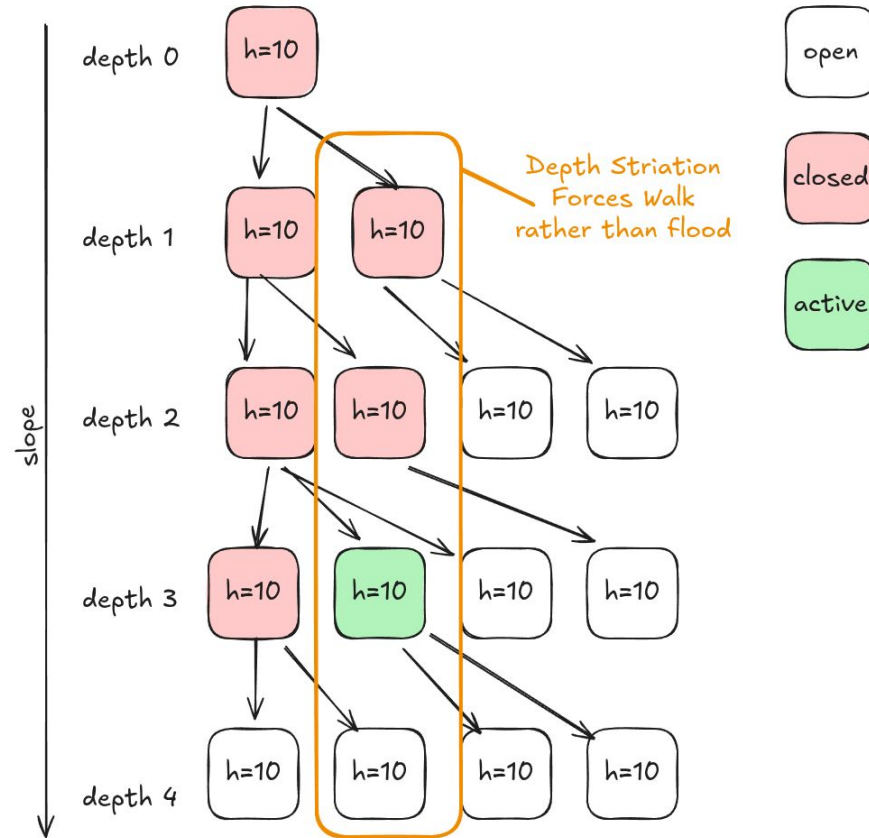 depth 0
h=10
open
Depth Striation
Forces Walk
rather than flood
closed
depth 1
h=10
h=10
active
slope
depth 2
h=10
h=10
h=10
h=10
depth 3
h=10
h=10
h=10
h=10
depth 4
h=10
h=10
h=10
h=10